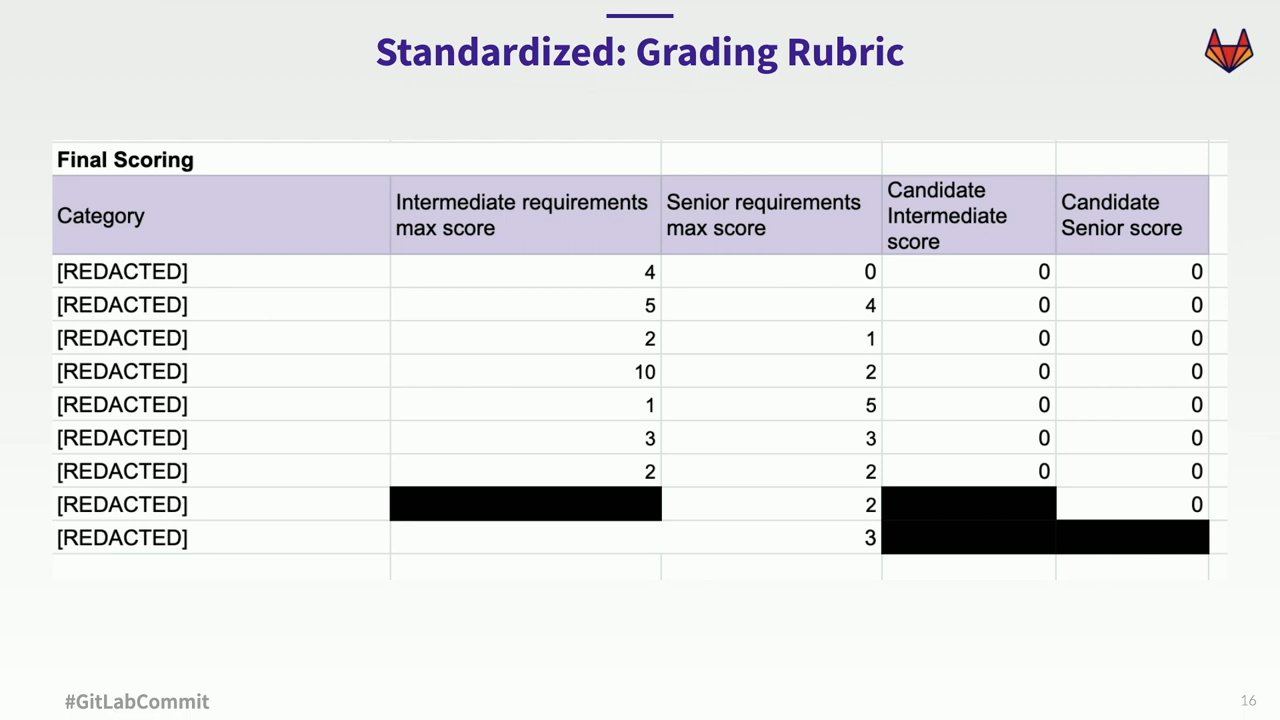 Standardized: Grading Rubric
Final Scoring
Category Intermediate requirements max score Senior requirements max score Candidate Intermediate score Candidate Senior score
[REDACTED] 4 0 0 0
[REDACTED] 5 4 0 0
[REDACTED] 2 1 0 0
[REDACTED] 10 2 0 0
[REDACTED] 1 5 0 0
[REDACTED] 3 3 0 0
[REDACTED] 2 2 0 0
[REDACTED] 2 0
[REDACTED] 3
#GitLabCommit
16